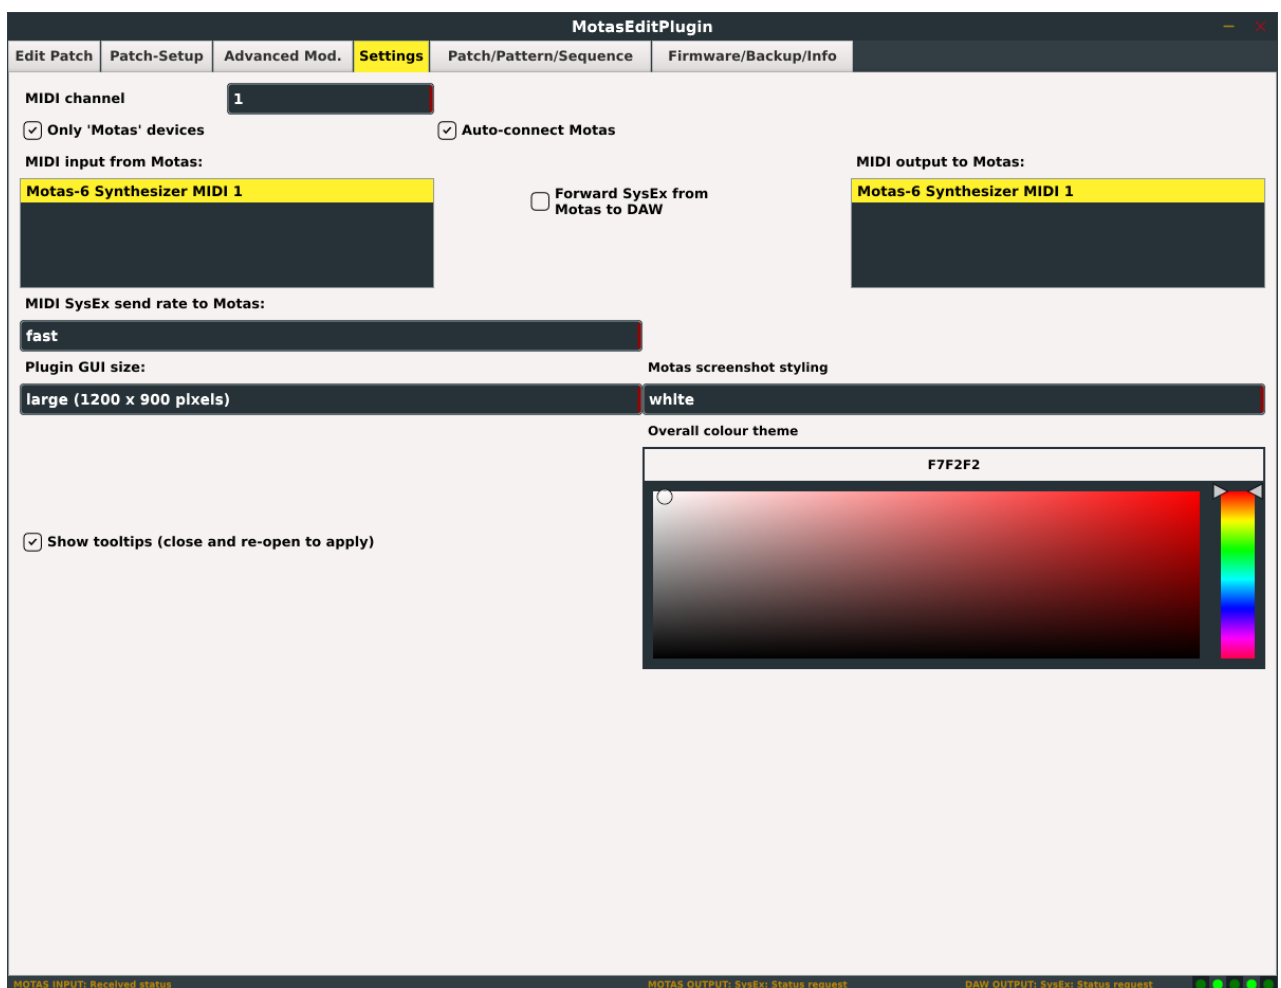 MotasEditPlugin
Edit Patch Patch-Setup Advanced Mod. Settings Patch/Pattern/Sequence Firmware/Backup/Info
MIDI channel 1
Only 'Motas' devices Auto-connect Motas
MIDI input from Motas: MIDI output to Motas:
Motas-6 Synthesizer MIDI 1 Motas-6 Synthesizer MIDI 1
Forward SysEx from
Motas to DAW
MIDI SysEx send rate to Motas:
fast
Plugin GUI size: Motas screenshot styling
large (1200 x 900 pixels) white
Overall colour theme
F7F2F2
Show tooltips (close and re-open to apply)
MOTAS INPUT: Received status MOTAS OUTPUT: SysEx: Status request DAW OUTPUT: SysEx: Status request